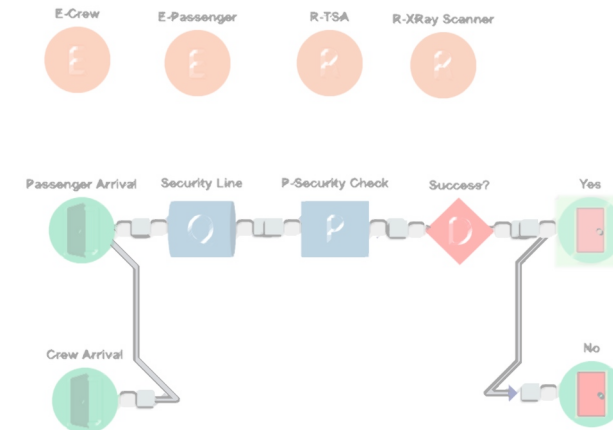 E-Crew
E-Passenger
R-TSA
R-XRay Scanner
E
E
R
R
Passenger Arrival
Security Line
P-Security Check
Success?
Yes
Q
P
D
Crew Arrival
No